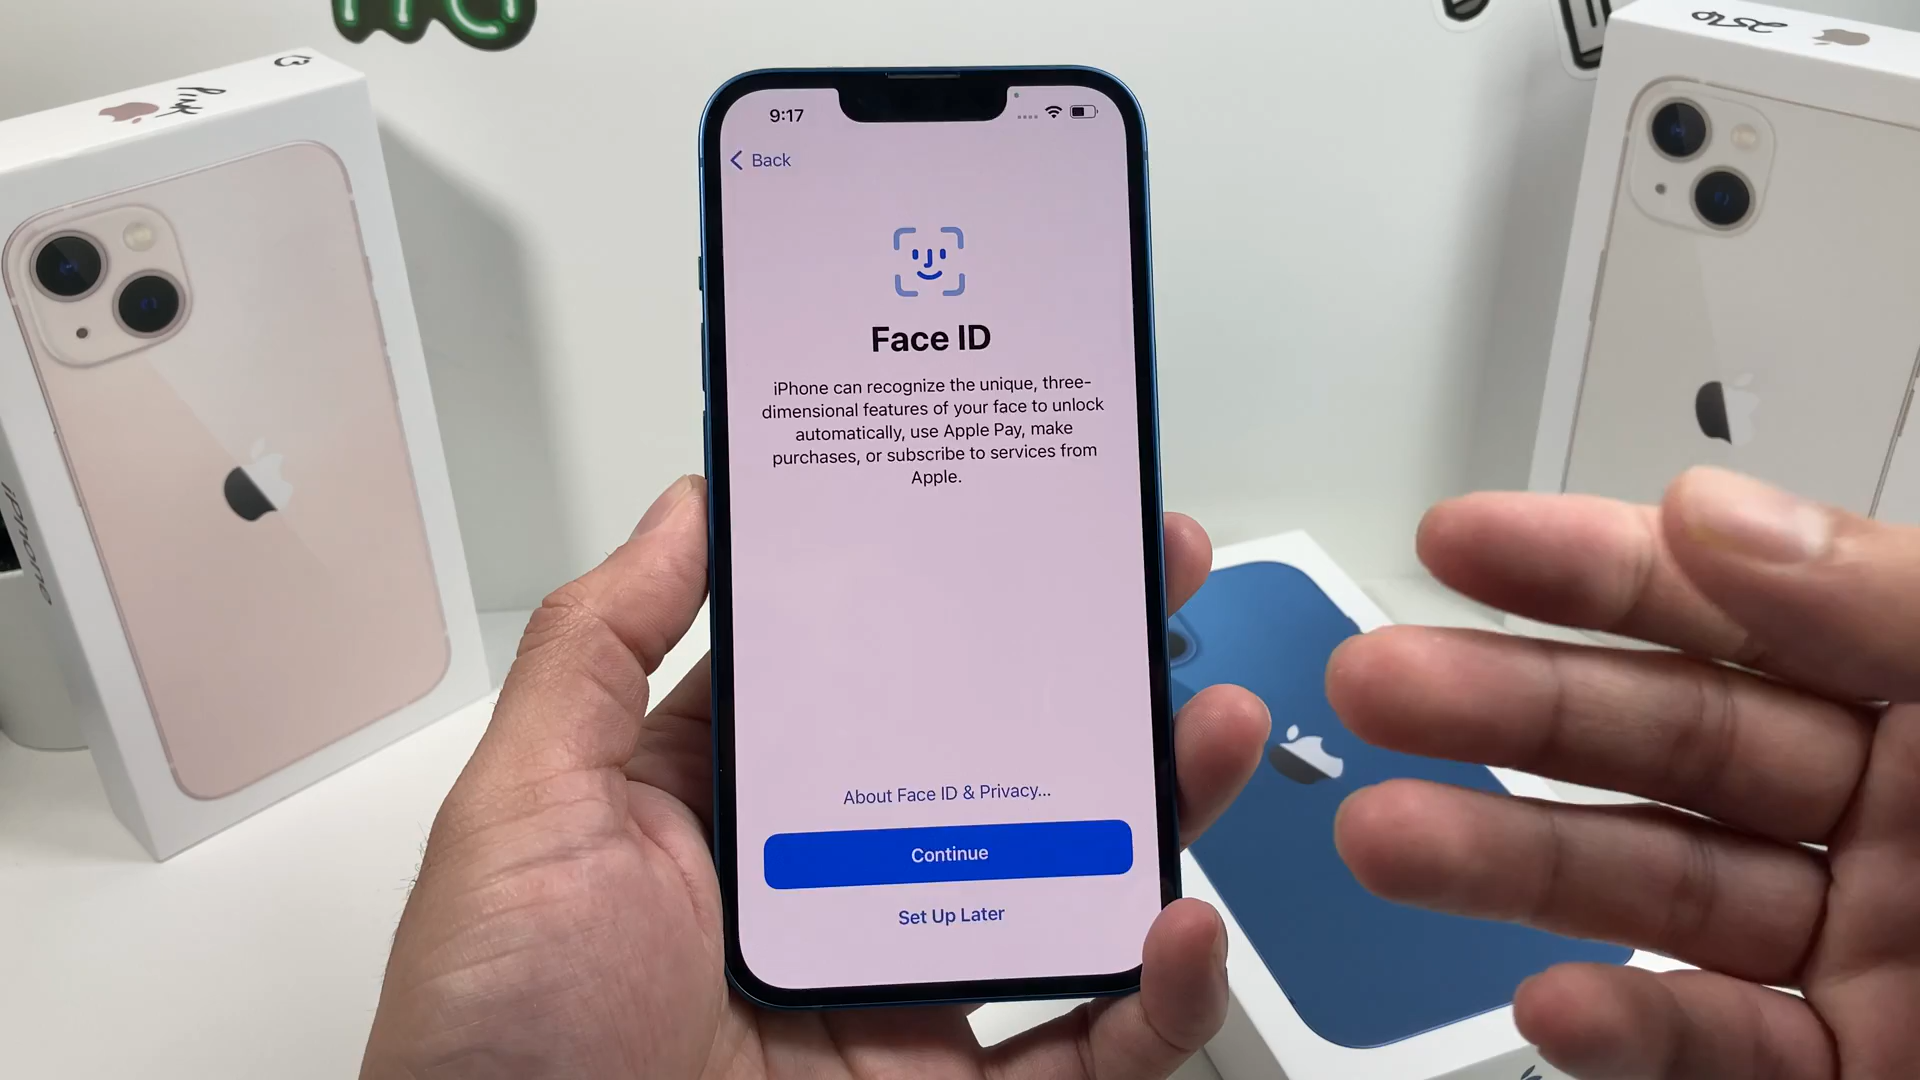 pink
iPhone
9:17
Back
Face ID
iPhone can recognize the unique, three-
dimensional features of your face to unlock
automatically, use Apple Pay, make
purchases, or subscribe to services from
Apple.
About Face ID & Privacy...
Continue
Set Up Later